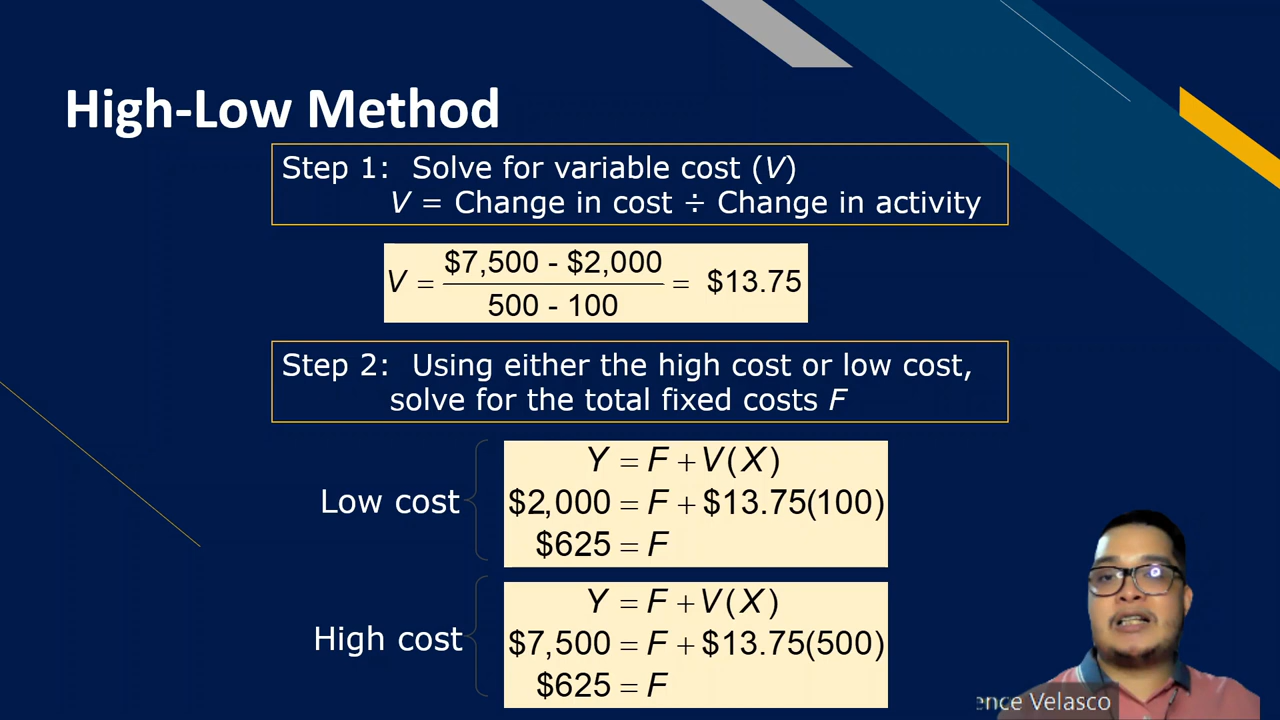 High-Low Method
Step 1: Solve for variable cost (V)
V = Change in cost ÷ Change in activity
V = $7,500 - $2,000 / 500 - 100 = $13.75
Step 2: Using either the high cost or low cost,
solve for the total fixed costs F
Low cost
Y = F + V(X)
$2,000 = F + $13.75(100)
$625 = F
High cost
Y = F + V(X)
$7,500 = F + $13.75(500)
$625 = F
ence Velasco